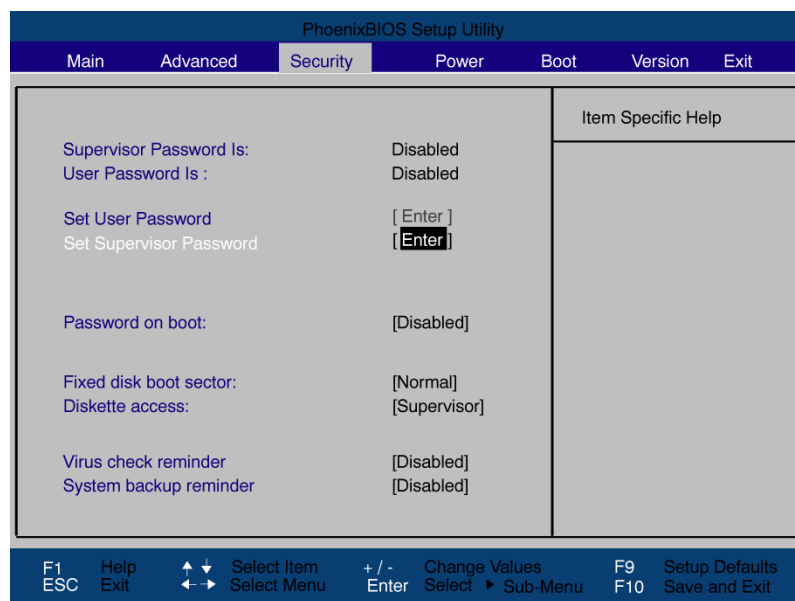 PhoenixBIOS Setup Utility
Main Advanced Security Power Boot Version Exit
Item Specific Help
Supervisor Password Is: Disabled
User Password Is : Disabled
Set User Password [ Enter ]
Set Supervisor Password [ Enter ]
Password on boot: [Disabled]
Fixed disk boot sector: [Normal]
Diskette access: [Supervisor]
Virus check reminder [Disabled]
System backup reminder [Disabled]
F1 Help Select Item + / - Change Values F9 Setup Defaults
ESC Exit Select Menu Enter Select Sub-Menu F10 Save and Exit